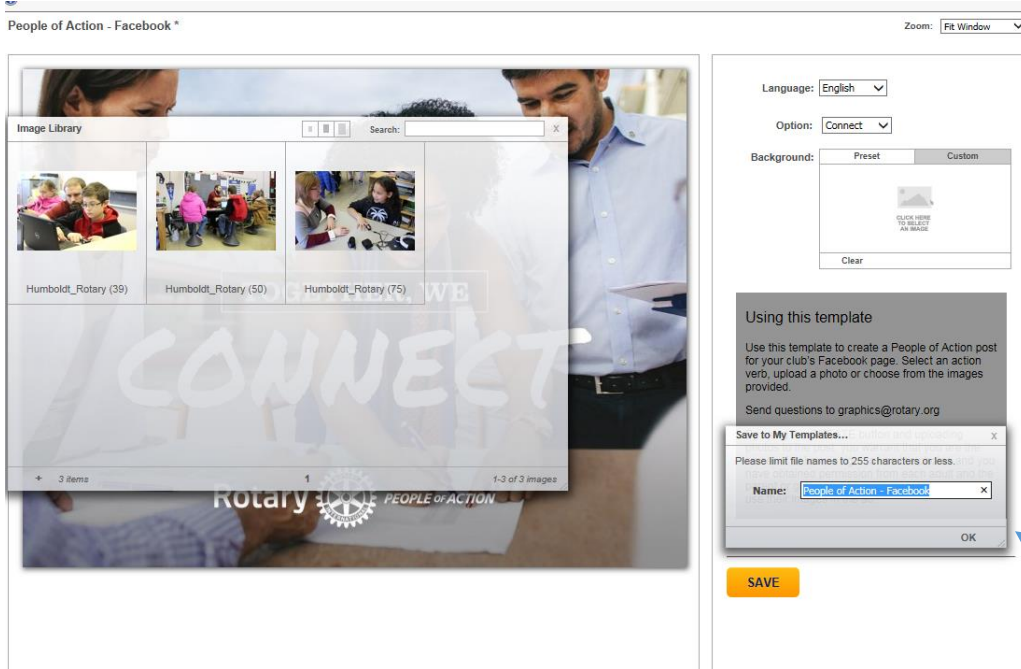 People of Action - Facebook *
Zoom: Fit Window
Language: English
Option: Connect
Background: Preset Custom
CLICK HERE
TO SELECT
AN IMAGE
Clear
Image Library
Search:
X
Humboldt_Rotary (39)
Humboldt_Rotary (50)
Humboldt_Rotary (75)
TOGETHER, WE
CONNECT
+ 3 items 1 1-3 of 3 images
Rotary
INTERNATIONAL
PEOPLE OF ACTION
Using this template
Use this template to create a People of Action post
for your club's Facebook page. Select an action
verb, upload a photo or choose from the images
provided.
Send questions to graphics@rotary.org
Save to My Templates... X
Please limit file names to 255 characters or less.
Name: People of Action - Facebook ×
OK
SAVE